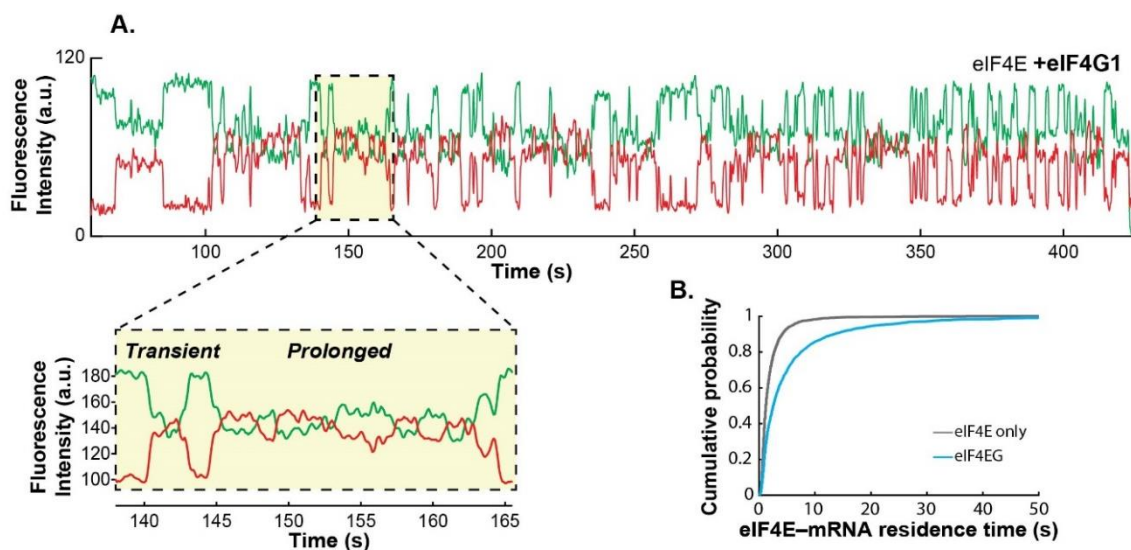 A.
eIF4E +eIF4G1
Fluorescence
Intensity (a.u.)
120
0
100 150 200 250 300 350 400
Time (s)
Transient Prolonged
Fluorescence
Intensity (a.u.)
180
160
140
120
100
140 145 150 155 160 165
Time (s)
B.
Cumulative probability
1
0.8
0.6
0.4
0.2
0
eIF4E only
eIF4EG
0 10 20 30 40 50
eIF4E–mRNA residence time (s)